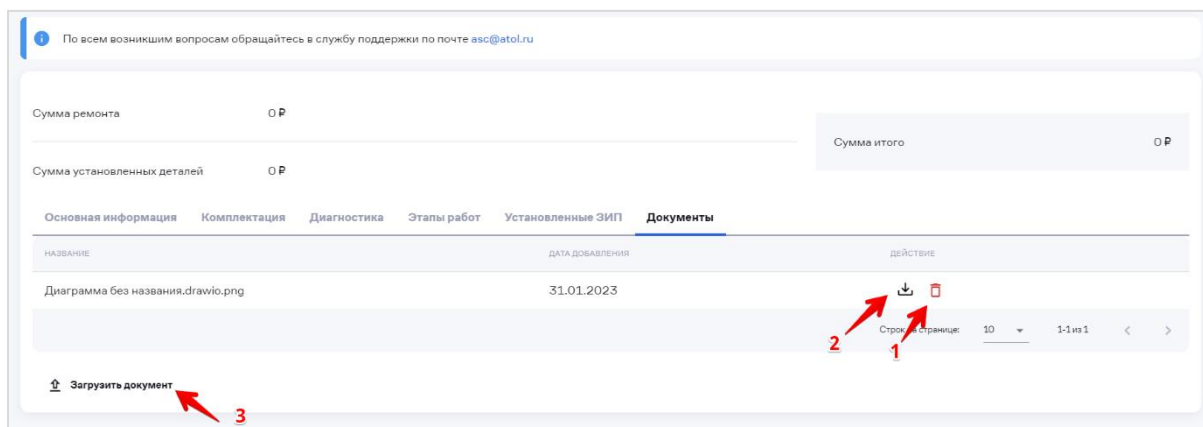 По всем возникшим вопросам обращайтесь в службу поддержки по почте asc@atol.ru
Сумма ремонта 0 ₽
Сумма итого 0 ₽
Сумма установленных деталей 0 ₽
Основная информация Комплектация Диагностика Этапы работ Установленные ЗИП Документы
НАЗВАНИЕ ДАТА ДОБАВЛЕНИЯ ДЕЙСТВИЕ
Диаграмма без названия.drawio.png 31.01.2023
Строк на странице: 10 1-1 из 1
2 1
Загрузить документ
3